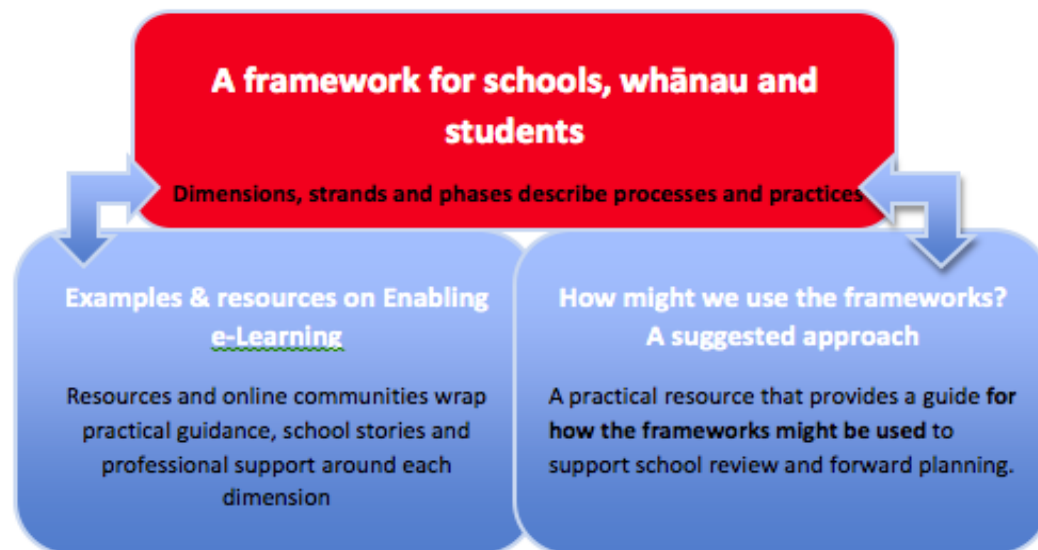 A framework for schools, whānau and
students
Dimensions, strands and phases describe processes and practices
Examples & resources on Enabling
e-Learning
Resources and online communities wrap
practical guidance, school stories and
professional support around each
dimension
How might we use the frameworks?
A suggested approach
A practical resource that provides a guide for
how the frameworks might be used to
support school review and forward planning.